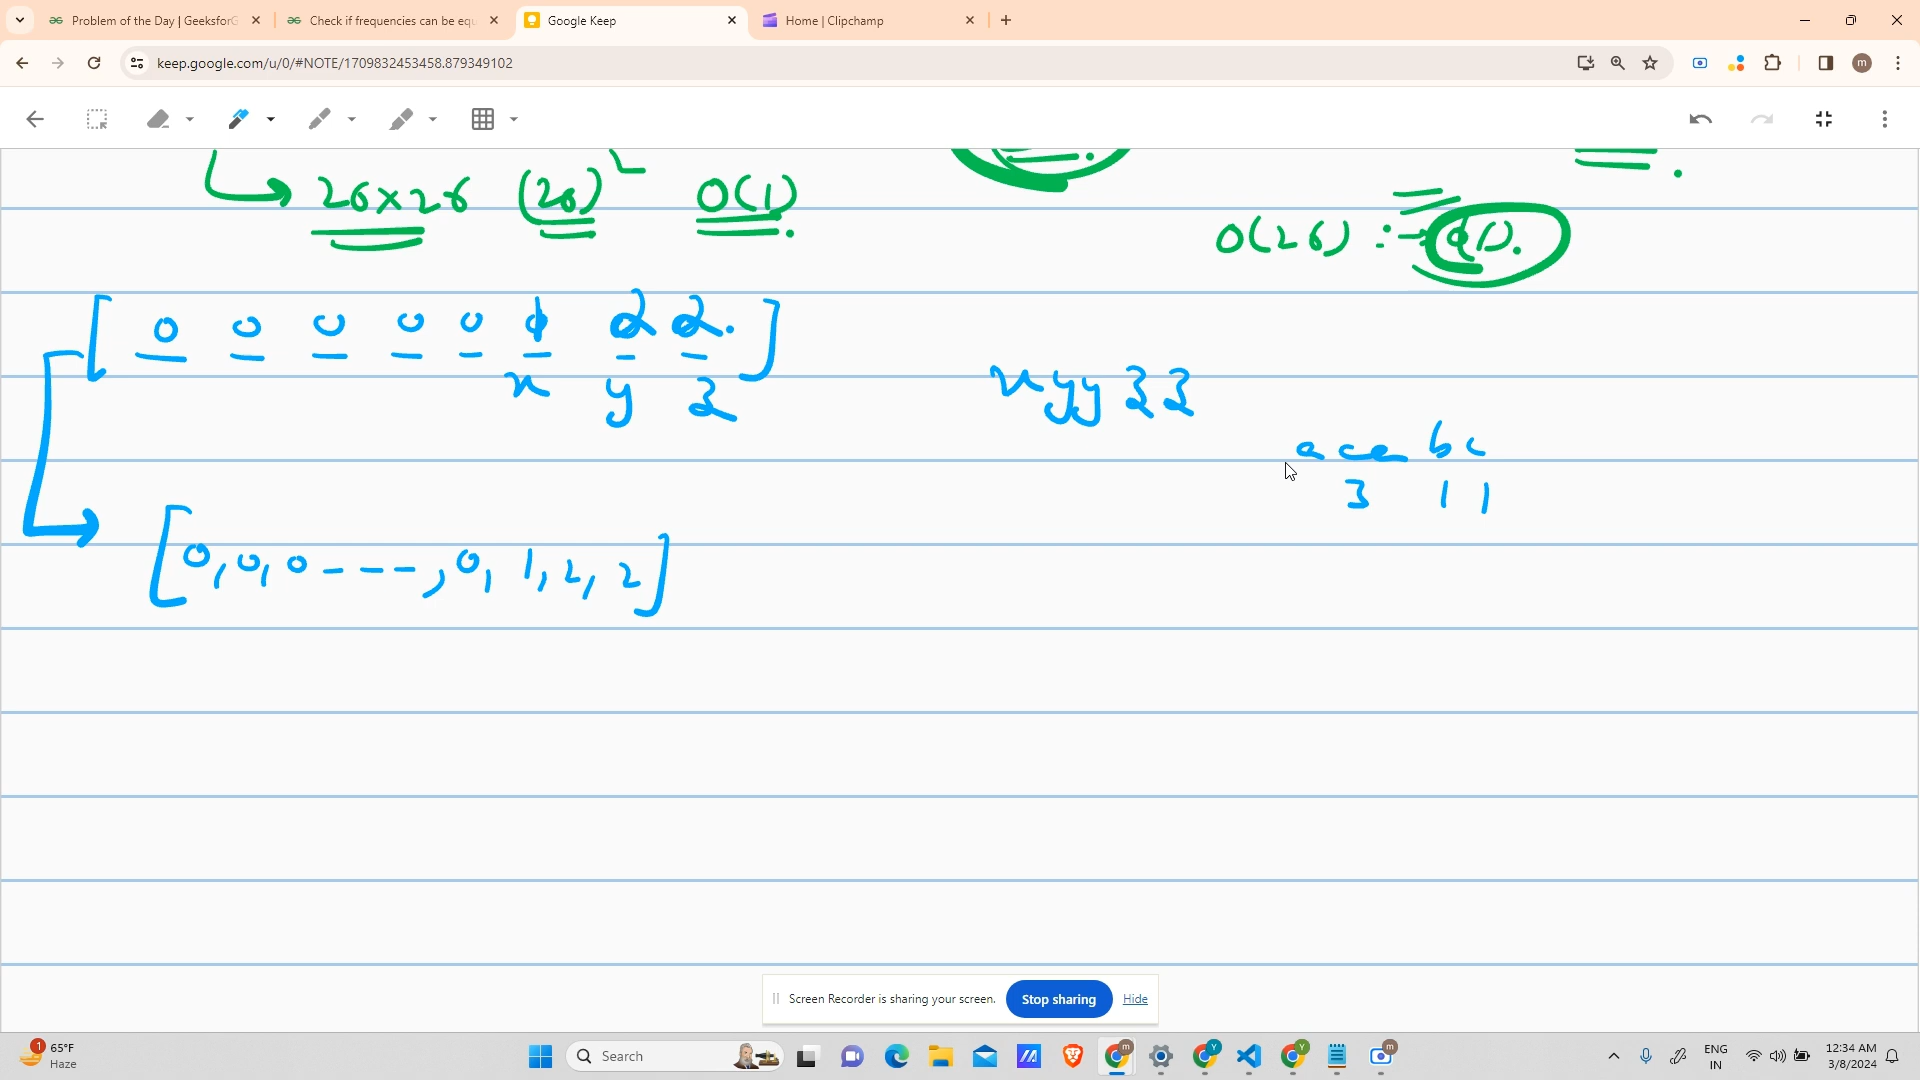 Problem of the Day | GeeksforG
Check if frequencies can be equ
Google Keep
Home | Clipchamp
keep.google.com/u/0/#NOTE/1709832453458.879349102
m
26×26 (26)² O(1)
O(26) :→ O(1).
[ 0 0 0 0 0 1 2 2. ]
x y z
x y y z z
a a a b c
3 1 1
[0, 0, 0 - - - -, 0, 1, 2, 2]
Screen Recorder is sharing your screen. Stop sharing Hide
1
65°F
Haze
Search
ENG
IN
12:34 AM
3/8/2024